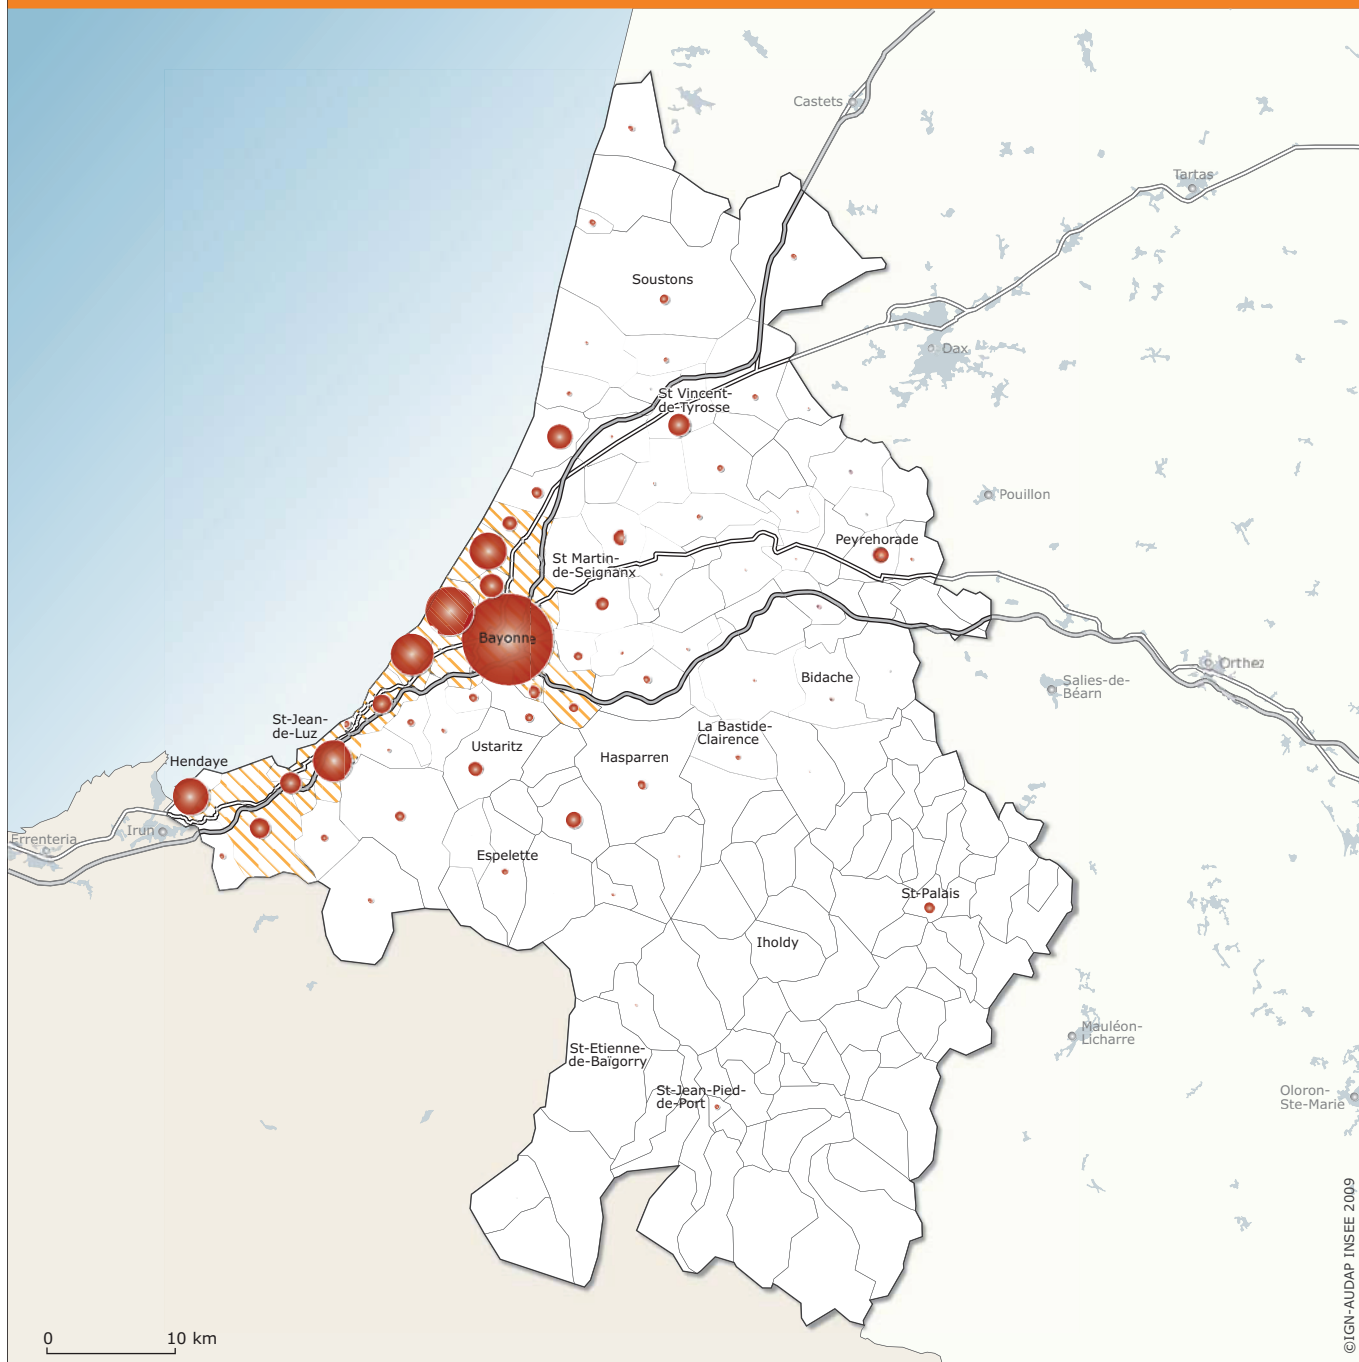 Castets
Tartas
Soustons
Dax
St Vincent-
de-Tyrosse
Pouillon
Peyrehorade
St Martin-
de-Seignanx
Bayonne
Orthez
Bidache
Salies-de-
Béarn
St-Jean-
de-Luz
La Bastide-
Clairence
Ustaritz
Hasparren
Hendaye
Irun
Errenteria
Espelette
St-Palais
Iholdy
Mauléon-
Licharre
St-Etienne-
de-Baïgorry
St-Jean-Pied-
de-Port
Oloron-
Ste-Marie
©IGN-AUDAP INSEE 2009
0 10 km